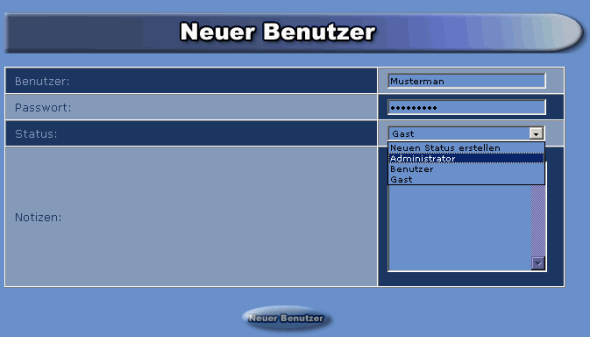 Neuer Benutzer
Benutzer: Musterman
Passwort: •••••••••
Status: Gast
Neuen Status erstellen
Administrator
Benutzer
Gast
Notizen:
Neuer Benutzer